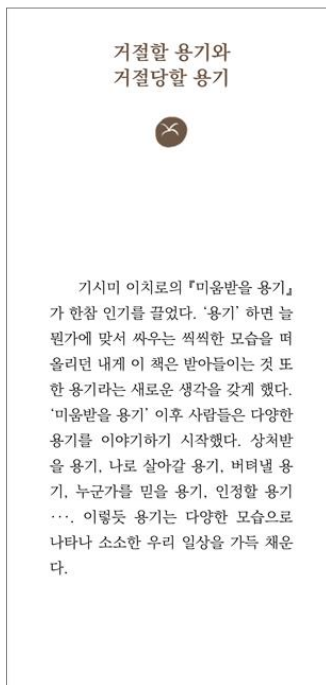 거절할 용기와
거절당할 용기
기시미 이치로의 『미움받을 용기』
가 한참 인기를 끌었다. ‘용기’ 하면 늘
뭔가에 맞서 싸우는 씩씩한 모습을 떠
올리던 내게 이 책은 받아들이는 것 또
한 용기라는 새로운 생각을 갖게 했다.
‘미움받을 용기’ 이후 사람들은 다양한
용기를 이야기하기 시작했다. 상처받
을 용기, 나로 살아갈 용기, 버텨낼 용
기, 누군가를 믿을 용기, 인정할 용기
…. 이렇듯 용기는 다양한 모습으로
나타나 소소한 우리 일상을 가득 채운
다.